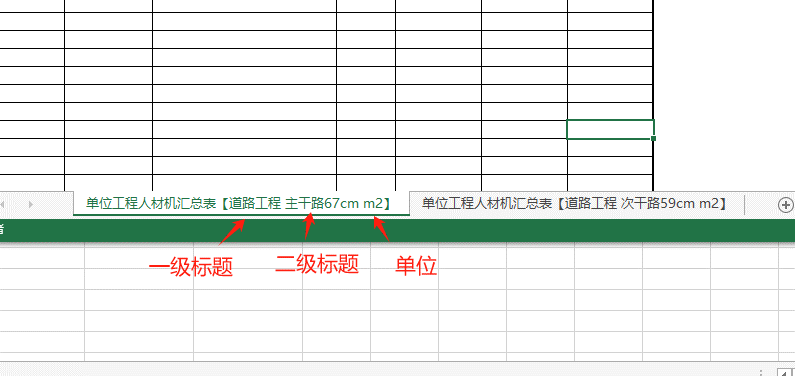 单位工程人材机汇总表【道路工程 主干路67cm m2】 单位工程人材机汇总表【道路工程 次干路59cm m2】
一级标题 二级标题 单位